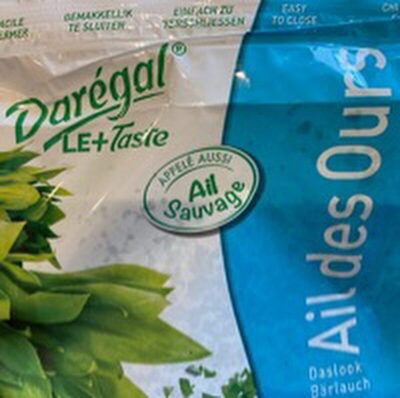 GEMAKKELIJK
TE SLUITEN
EINFACH ZU
VERSCHLIESSEN
EASY
TO CLOSE
Darégal®
LE+Taste
APPELÉ AUSSI
Ail
Sauvage
Ail des Ours
Daslook
Bärlauch